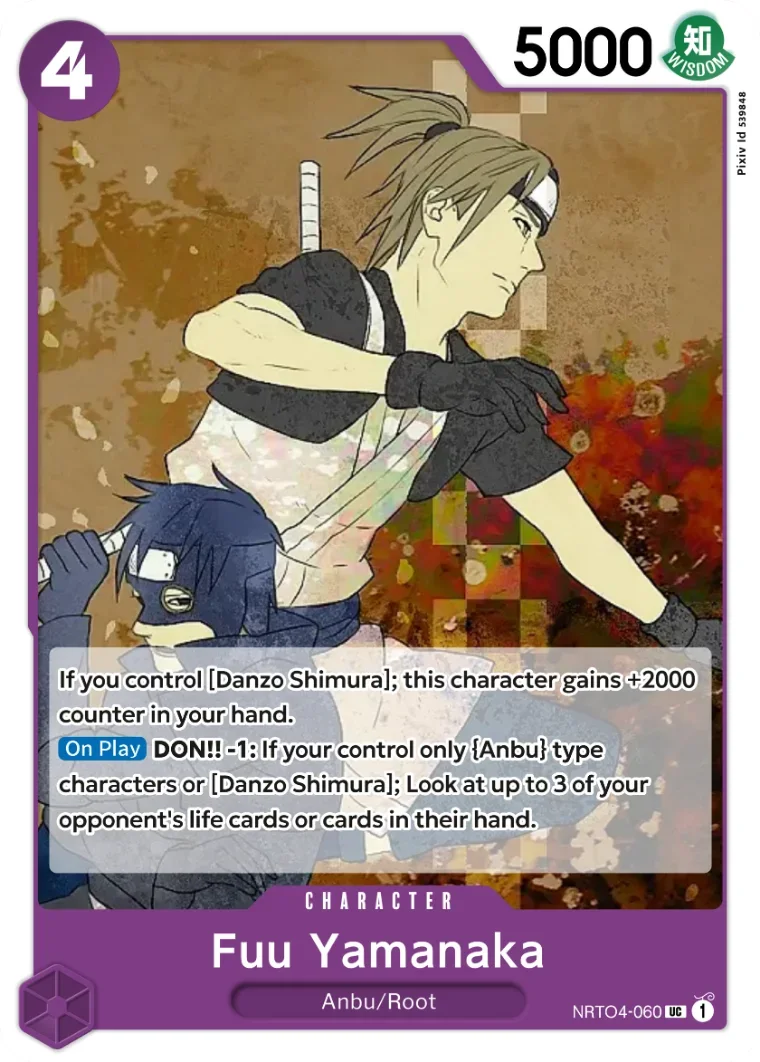 4
5000
知
WISDOM
Pixiv Id 539848
If you control [Danzo Shimura]; this character gains +2000
counter in your hand.
On Play DON!! -1: If your control only {Anbu} type
characters or [Danzo Shimura]; Look at up to 3 of your
opponent's life cards or cards in their hand.
CHARACTER
Fuu Yamanaka
Anbu/Root
NRTO4-060 UC 1